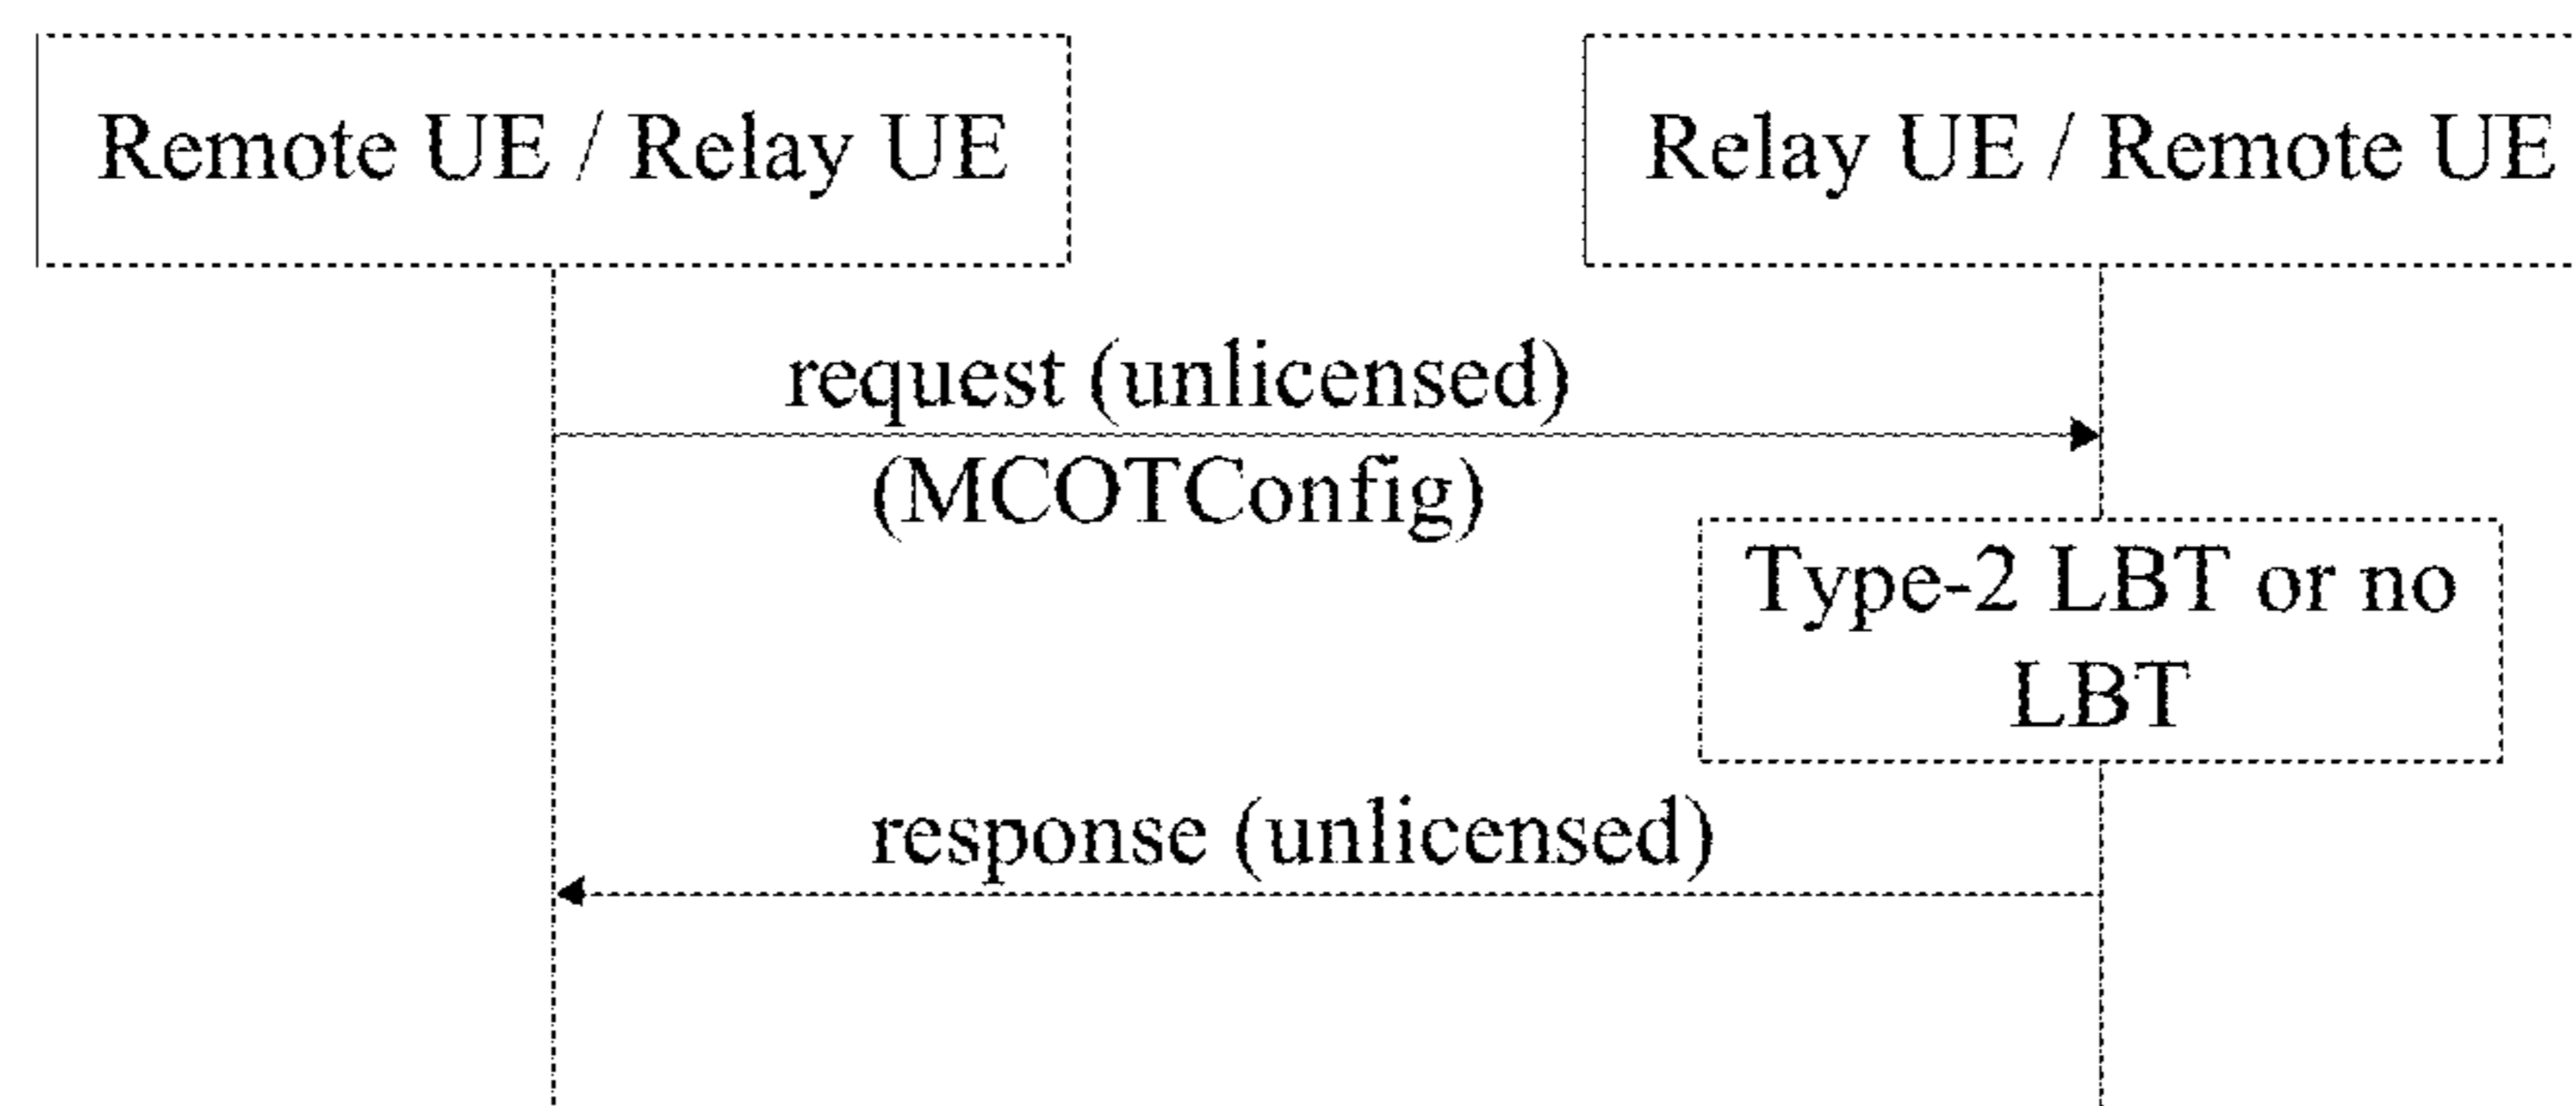 Remote UE / Relay UE
Relay UE / Remote UE
request (unlicensed)
(MCOTConfig)
Type-2 LBT or no
LBT
response (unlicensed)